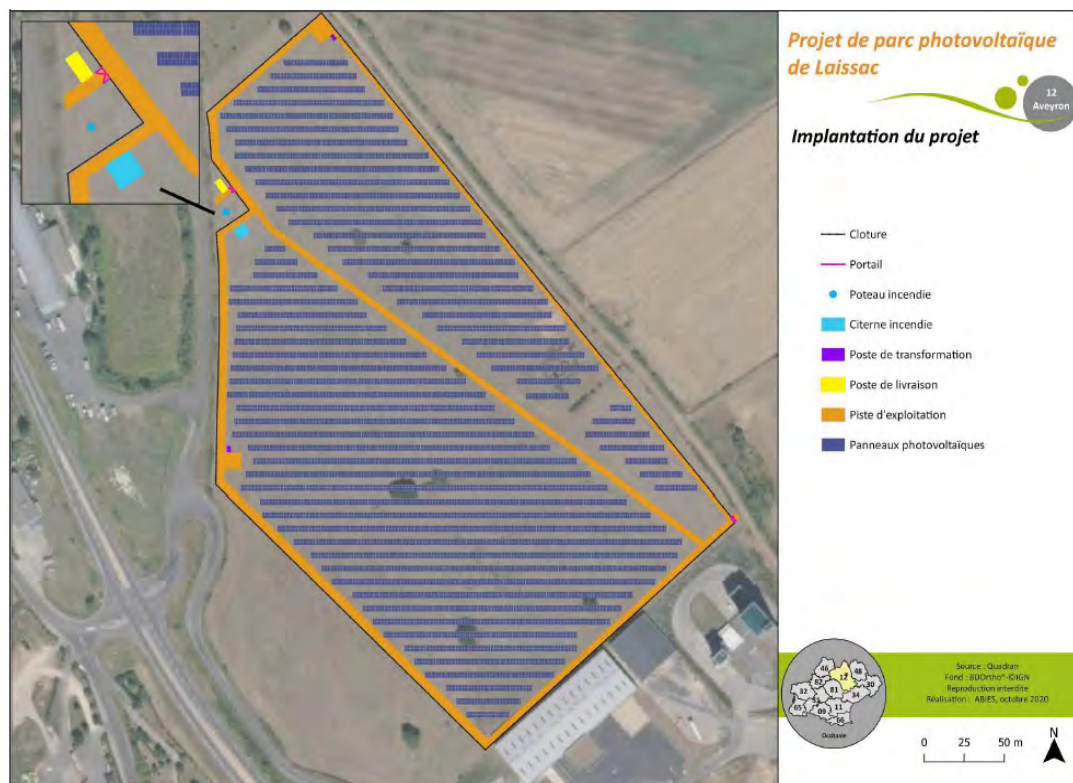 Projet de parc photovoltaïque
de Laissac
12
Aveyron
Implantation du projet
Cloture
Portail
Poteau incendie
Citerne incendie
Poste de transformation
Poste de livraison
Piste d'exploitation
Panneaux photovoltaïques
46
48
12
82
30
32
81
34
31
65
09
11
66
Occitanie
Source : Quadran
Fond : BDOrtho®-©IGN
Reproduction interdite
Réalisation : ABIES, octobre 2020
N
0 25 50 m